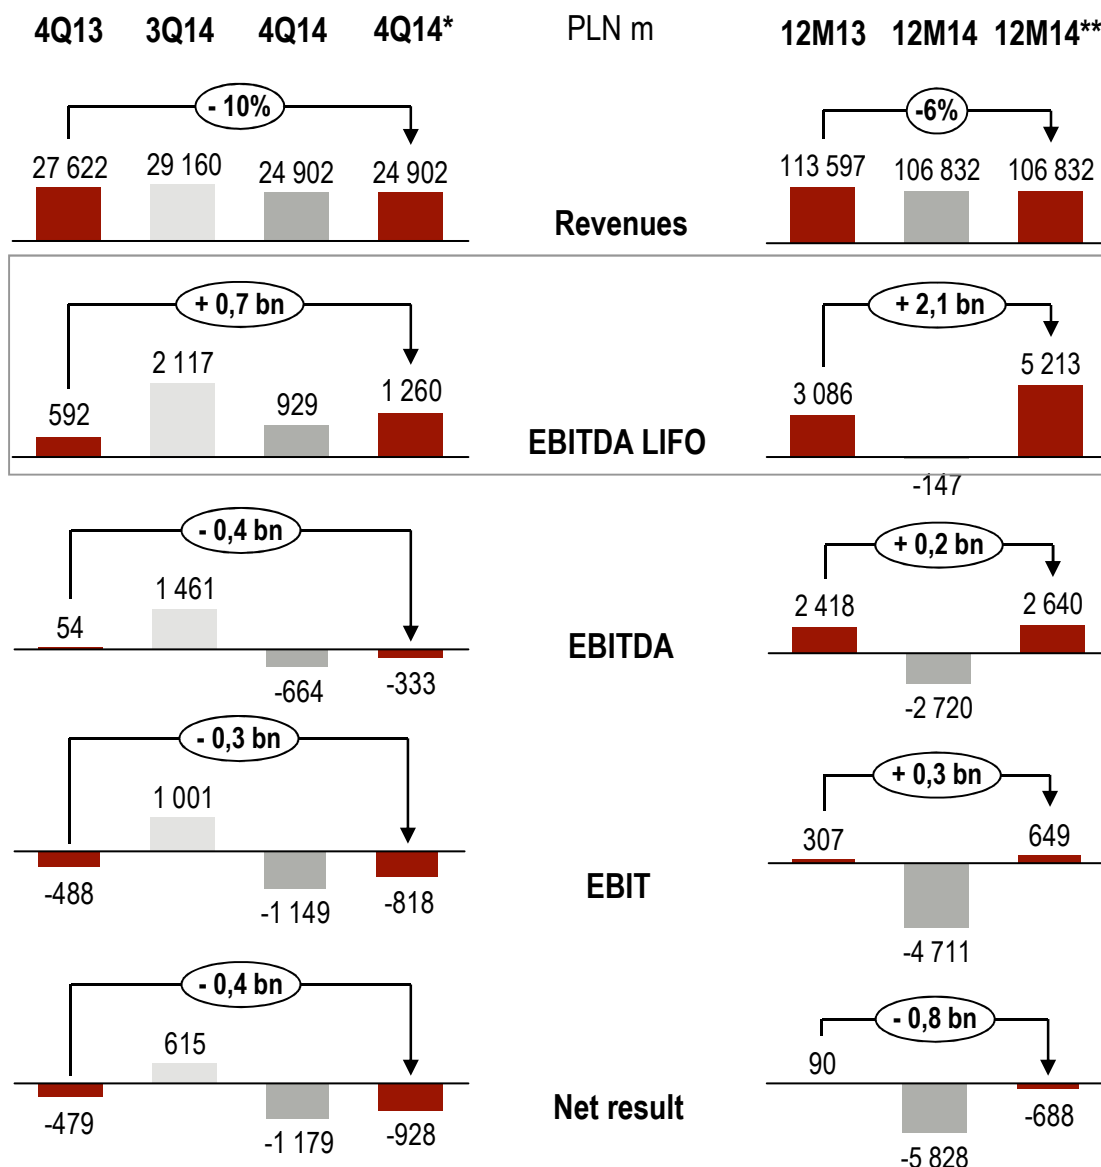 4Q13 3Q14 4Q14 4Q14* PLN m 12M13 12M14 12M14**
- 10% -6%
27 622 29 160 24 902 24 902 113 597 106 832 106 832
Revenues
+ 0,7 bn + 2,1 bn
592 2 117 929 1 260 3 086 5 213
EBITDA LIFO
-147
- 0,4 bn + 0,2 bn
54 1 461 2 418 2 640
EBITDA
-664 -333 -2 720
- 0,3 bn + 0,3 bn
1 001 307 649
-488 -1 149 -818 EBIT
-4 711
- 0,4 bn - 0,8 bn
615 90
-479 -1 179 -928 Net result -688
-5 828